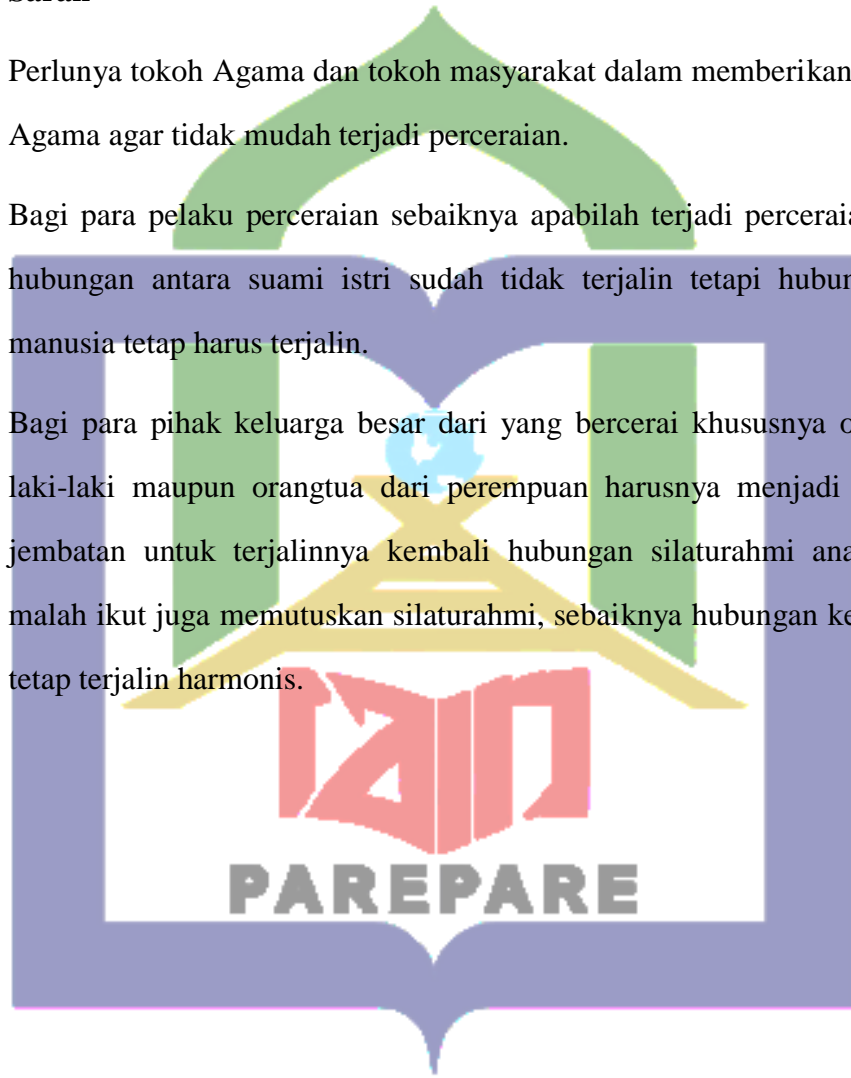 Saran
Perlunya tokoh Agama dan tokoh masyarakat dalam memberikan
Agama agar tidak mudah terjadi perceraian.
Bagi para pelaku perceraian sebaiknya apabilah terjadi perceraia
hubungan antara suami istri sudah tidak terjalin tetapi hubun
manusia tetap harus terjalin.
Bagi para pihak keluarga besar dari yang bercerai khususnya o
laki-laki maupun orangtua dari perempuan harusnya menjadi
jembatan untuk terjalinnya kembali hubungan silaturahmi ana
malah ikut juga memutuskan silaturahmi, sebaiknya hubungan ke
tetap terjalin harmonis.
iain
PAREPARE